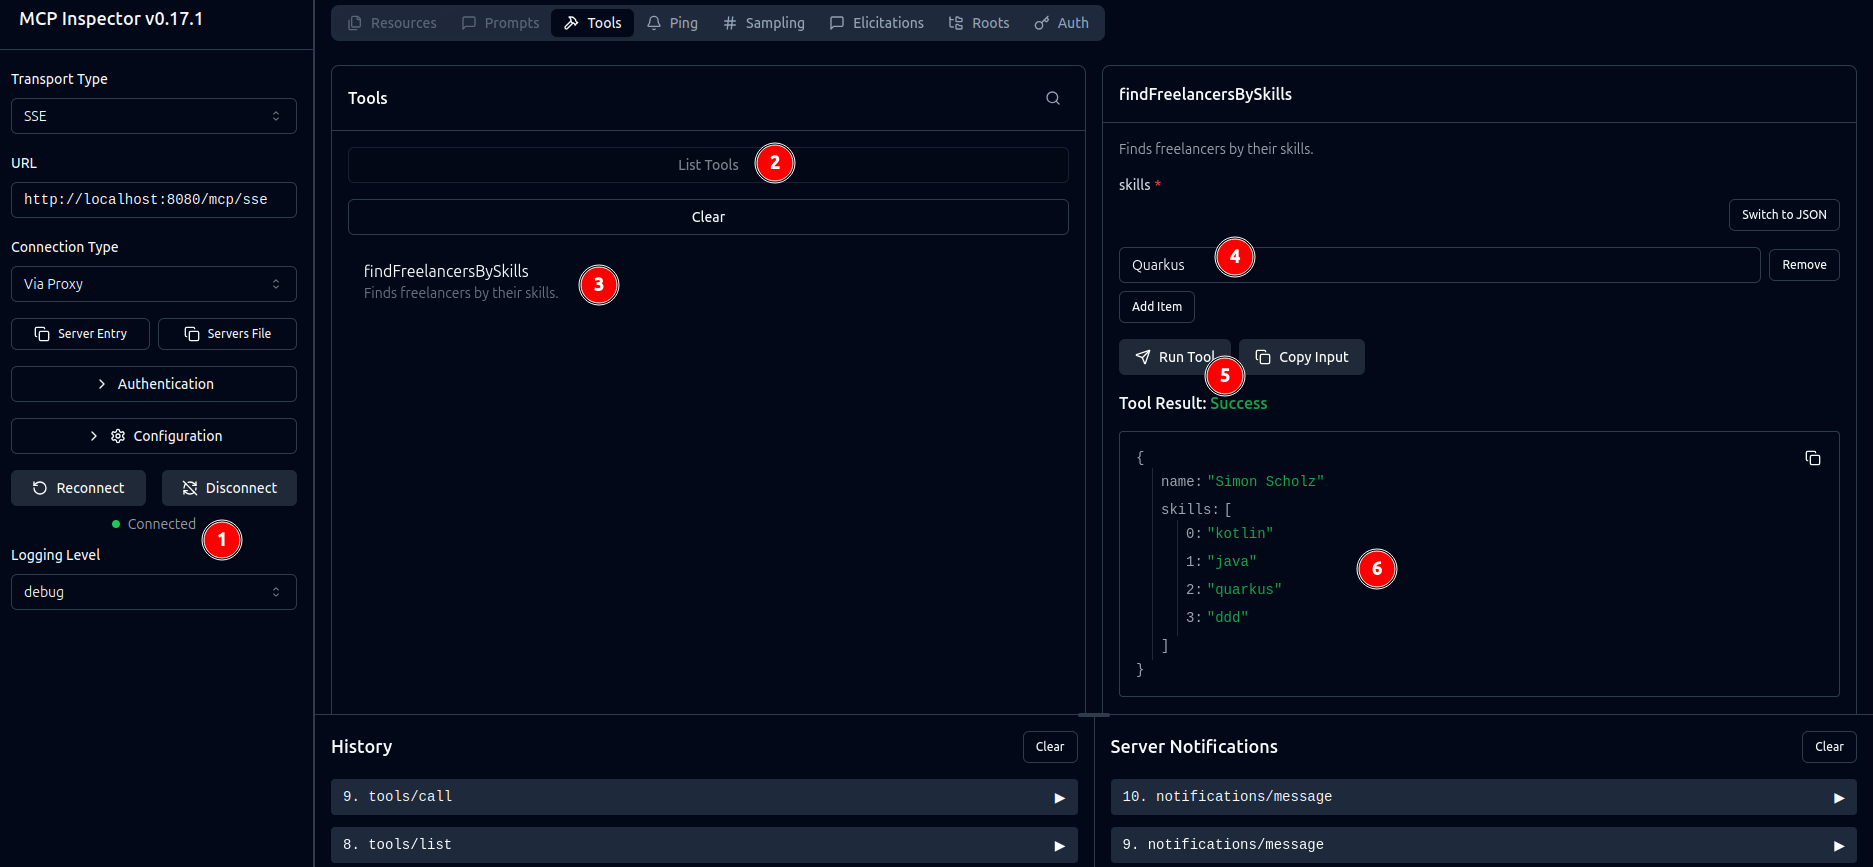 MCP Inspector v0.17.1
Transport Type
SSE
URL
http://localhost:8080/mcp/sse
Connection Type
Via Proxy
Server Entry
Servers File
Authentication
Configuration
Reconnect
Disconnect
Connected
1
Logging Level
debug
Resources
Prompts
Tools
Ping
Sampling
Elicitations
Roots
Auth
Tools
List Tools
2
Clear
findFreelancersBySkills
Finds freelancers by their skills.
3
findFreelancersBySkills
Finds freelancers by their skills.
skills *
Switch to JSON
Quarkus
4
Remove
Add Item
Run Tool
Copy Input
5
Tool Result: Success
{
name: "Simon Scholz"
skills: [
0: "kotlin"
1: "java"
2: "quarkus"
3: "ddd"
]
}
6
History
Clear
9. tools/call
8. tools/list
Server Notifications
Clear
10. notifications/message
9. notifications/message